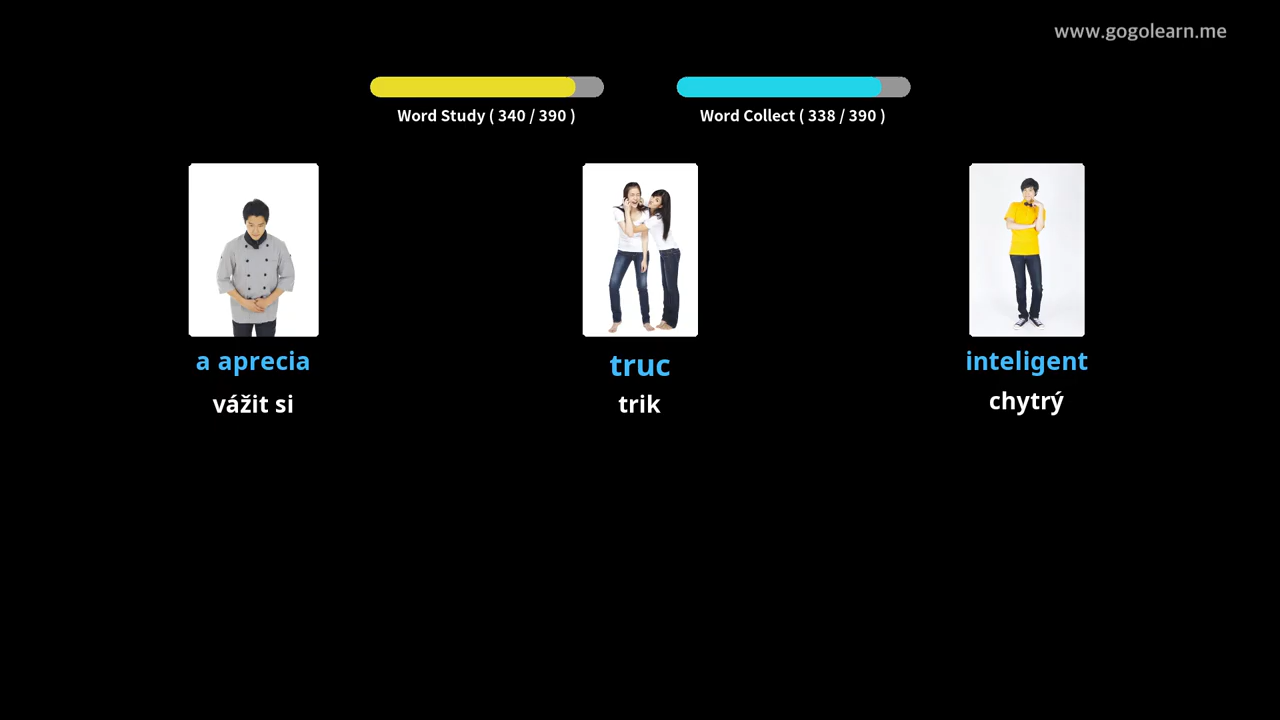 www.gogolearn.me
Word Study ( 340 / 390 )
Word Collect ( 338 / 390 )
a aprecia
vážit si
truc
trik
inteligent
chytrý